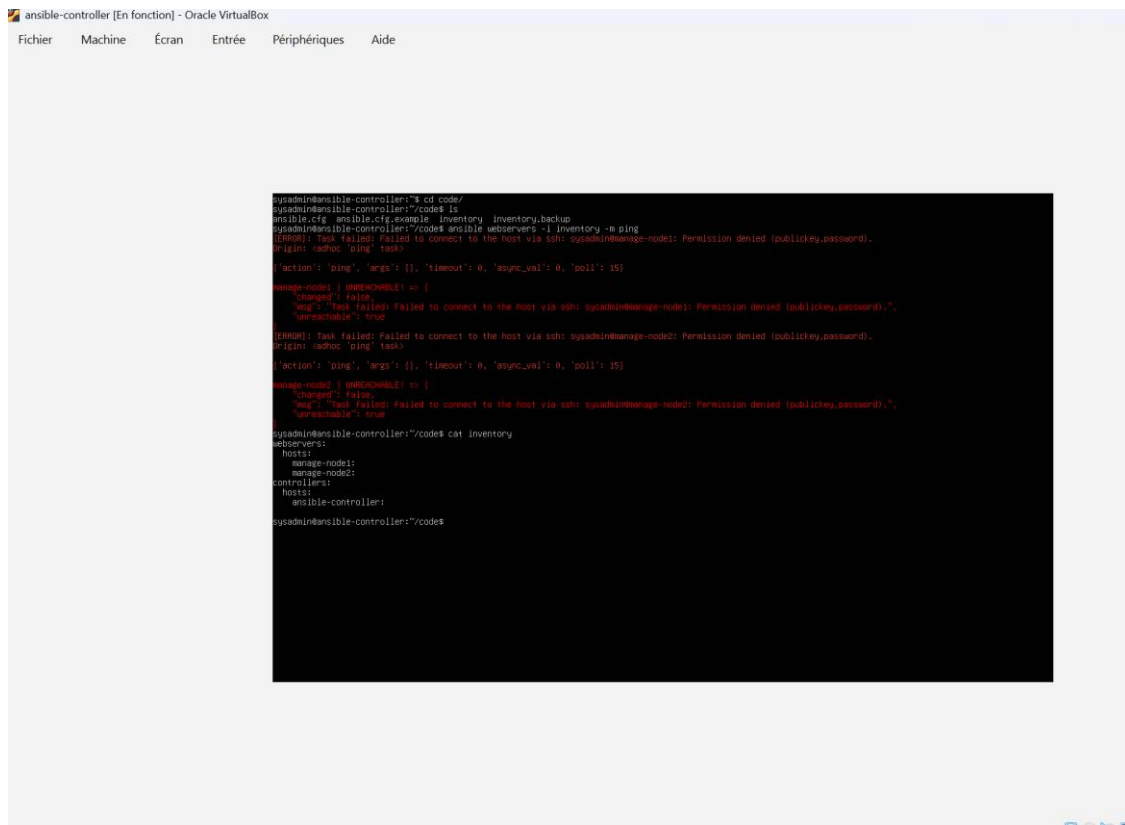 ansible-controller [En fonction] - Oracle VirtualBox
Fichier Machine Écran Entrée Périphériques Aide
sysadmin@ansible-controller:~$ cd code/
sysadmin@ansible-controller:~/code$ ls
ansible.cfg ansible.cfg.example inventory inventory.backup
sysadmin@ansible-controller:~/code$ ansible webservers -i inventory -m ping
[ERROR]: Task failed: Failed to connect to the host via ssh: sysadmin@manage-node1: Permission denied (publickey,password).
Origin: <adhoc 'ping' task>
{'action': 'ping', 'args': {}, 'timeout': 0, 'async_val': 0, 'poll': 15}
manage-node1 | UNREACHABLE! => {
"changed": false,
"msg": "Task failed: Failed to connect to the host via ssh: sysadmin@manage-node1: Permission denied (publickey,password).",
"unreachable": true
}
[ERROR]: Task failed: Failed to connect to the host via ssh: sysadmin@manage-node2: Permission denied (publickey,password).
Origin: <adhoc 'ping' task>
{'action': 'ping', 'args': {}, 'timeout': 0, 'async_val': 0, 'poll': 15}
manage-node2 | UNREACHABLE! => {
"changed": false,
"msg": "Task failed: Failed to connect to the host via ssh: sysadmin@manage-node2: Permission denied (publickey,password).",
"unreachable": true
}
sysadmin@ansible-controller:~/code$ cat inventory
webservers:
hosts:
manage-node1:
manage-node2:
controllers:
hosts:
ansible-controller:
sysadmin@ansible-controller:~/code$